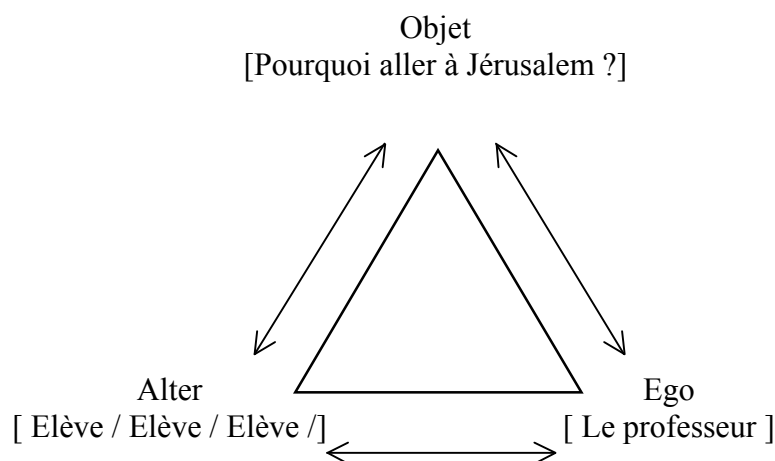 Objet
[Pourquoi aller à Jérusalem ?]
Alter
[ Elève / Elève / Elève /]
Ego
[ Le professeur ]